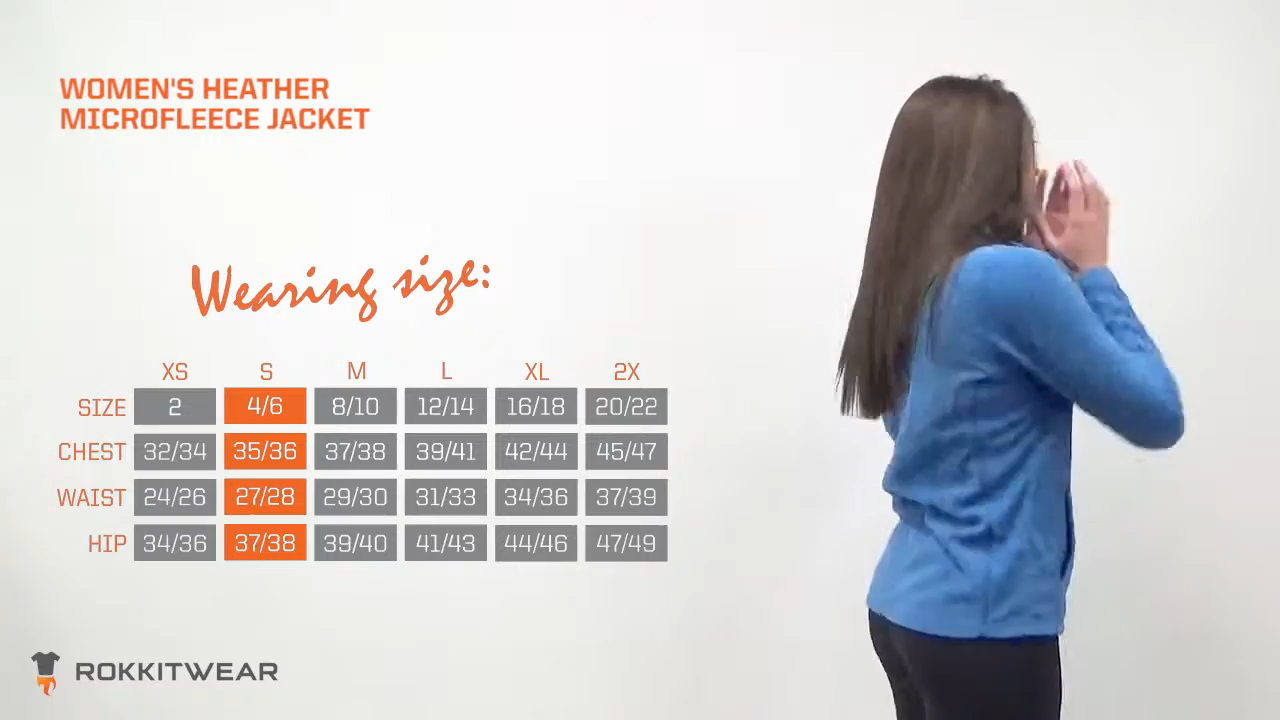 WOMEN'S HEATHER
MICROFLEECE JACKET
Wearing size:
XS S M L XL 2X
SIZE 2 4/6 8/10 12/14 16/18 20/22
CHEST 32/34 35/36 37/38 39/41 42/44 45/47
WAIST 24/26 27/28 29/30 31/33 34/36 37/39
HIP 34/36 37/38 39/40 41/43 44/46 47/49
ROKKITWEAR